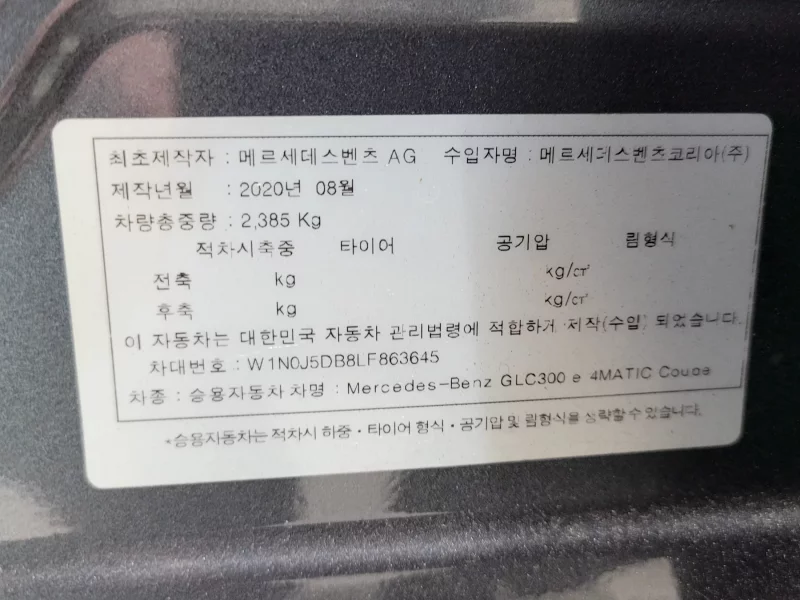 최초제작자 : 메르세데스벤츠 AG 수입자명 : 메르세데스벤츠코리아(주)
제작년월 : 2020년 08월
차량총중량 : 2,385 Kg
적차시축중 타이어 공기압 림형식
전축 kg kg/㎠
후축 kg kg/㎠
이 자동차는 대한민국 자동차 관리법령에 적합하게 제작(수입) 되었습니다.
차대번호 : W1N0J5DB8LF863645
차종 : 승용자동차 차명 : Mercedes-Benz GLC300 e 4MATIC Coupe
*승용자동차는 적차시 하중·타이어 형식·공기압 및 림형식을 생략할 수 있습니다.